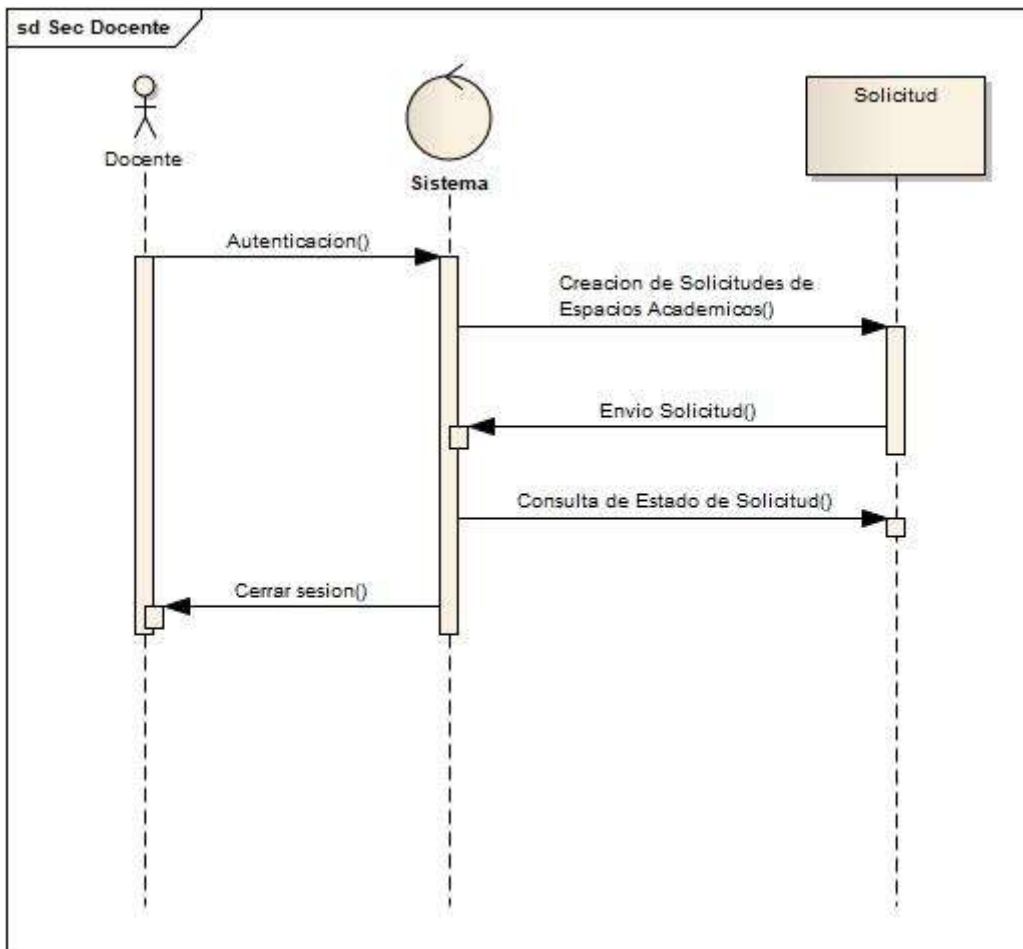 sd Sec Docente
Docente
Sistema
Solicitud
Autenticacion()
Creacion de Solicitudes de
Espacios Academicos()
Envio Solicitud()
Consulta de Estado de Solicitud()
Cerrar sesion()